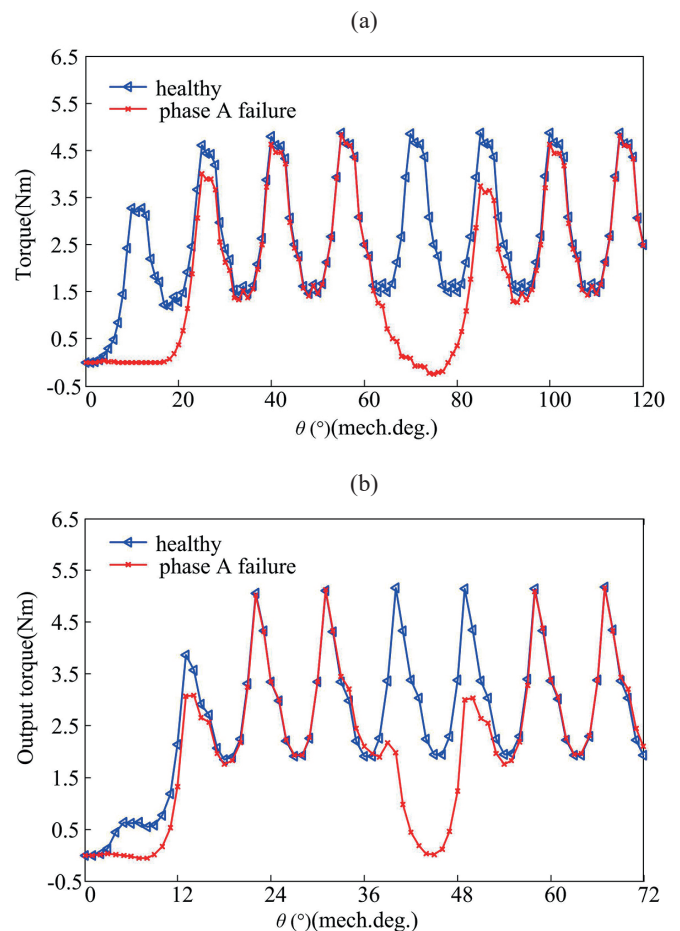 (a)
6.5
5.5
healthy
phase A failure
4.5
3.5
2.5
1.5
0.5
-0.5
Torque(Nm)
0 20 40 60 80 100 120
θ (°)(mech.deg.)
(b)
6.5
healthy
5.5
phase A failure
4.5
3.5
2.5
1.5
0.5
-0.5
Output torque(Nm)
0 12 24 36 48 60 72
θ (°)(mech.deg.)